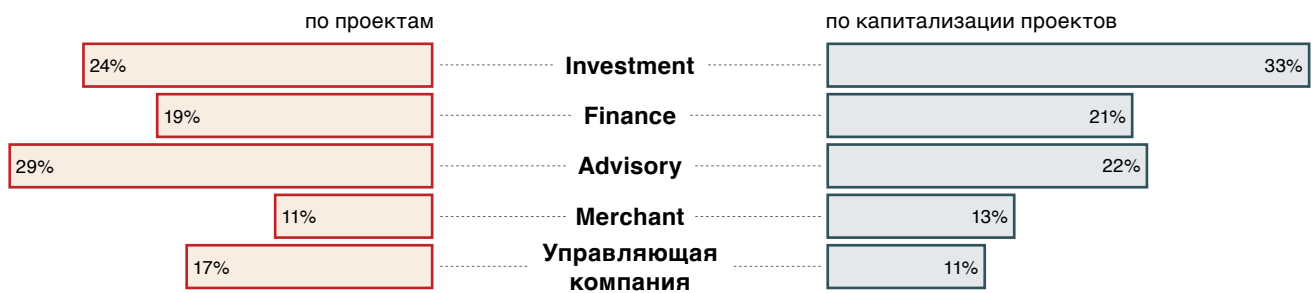 по проектам по капитализации проектов
24% Investment 33%
19% Finance 21%
29% Advisory 22%
11% Merchant 13%
17% Управляющая 11%
компания